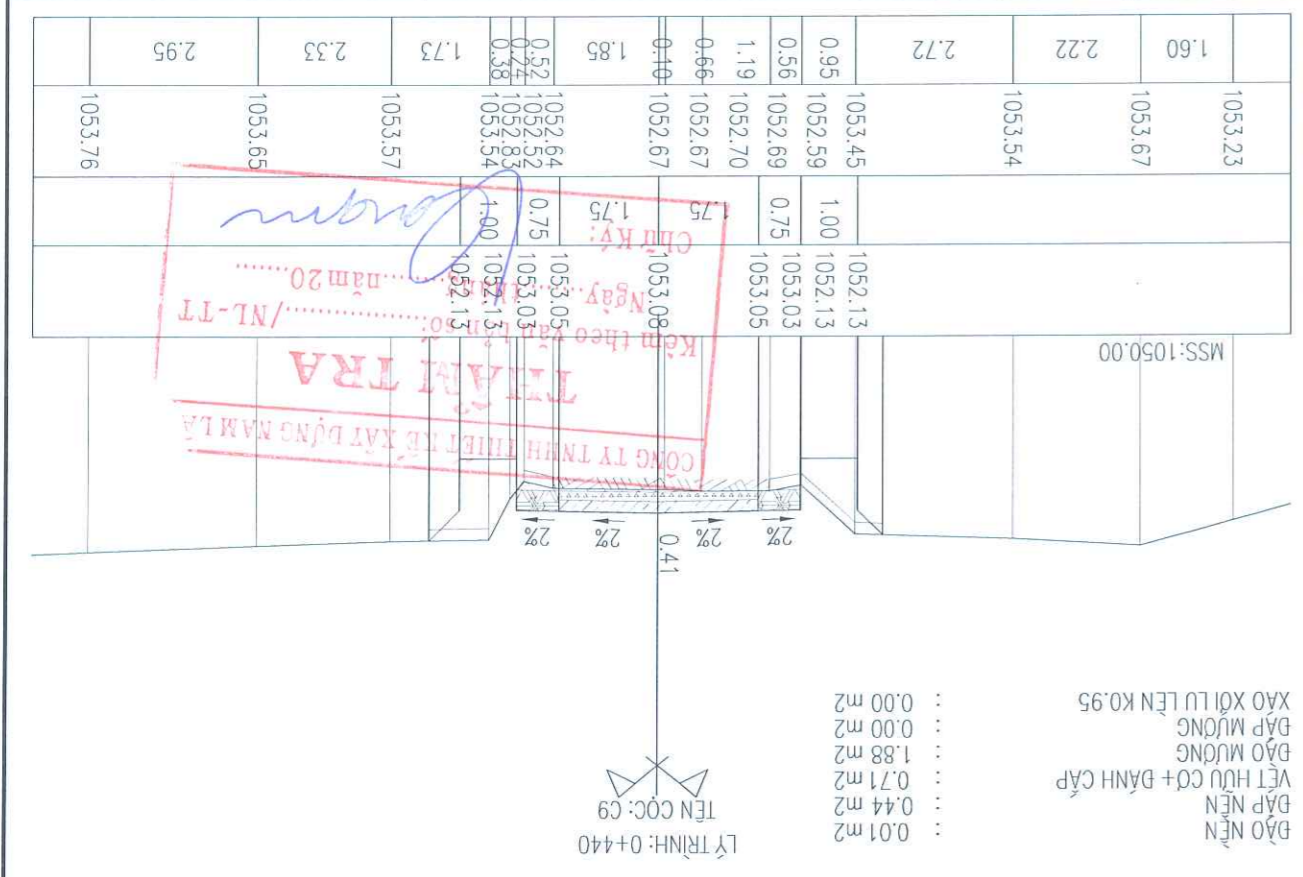 ĐÀO NỀN : 0.01 m2
ĐẮP NỀN : 0.44 m2
VÉT HỮU CƠ+ ĐÁNH CẤP : 0.71 m2
ĐÀO MƯƠNG : 1.88 m2
ĐẮP MƯƠNG : 0.00 m2
XÁO XỚI LU LÈN K0.95 : 0.00 m2
LÝ TRÌNH: 0+440
TÊN CỌC: C9
0.41
2% 2% 2% 2%
CÔNG TY TNHH THIẾT KẾ XÂY DỰNG NAM LÂ
THẨM TRA
Kèm theo văn bản số:............/NL-TT
Ngày........tháng........năm 20........
Chữ Ký:
MSS:1050.00
1052.13 1052.13 1053.03 1053.05 1053.08 1053.05 1053.03 1052.13 1052.13
1.00 0.75 1.75 1.75 0.75 1.00
1053.23 1053.67 1053.54 1053.45 1052.59 1052.69 1052.70 1052.67 1052.67 1052.64 1052.52 1052.83 1053.54 1053.57 1053.65 1053.76
1.60 2.22 2.72 0.95 0.56 1.19 0.66 0.10 1.85 0.52 0.24 0.38 1.73 2.33 2.95